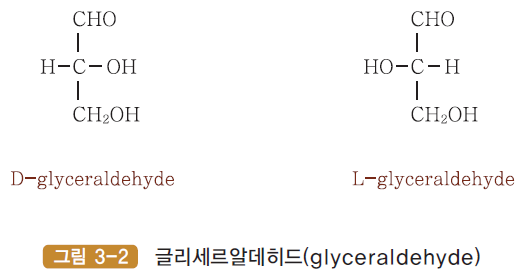 CHO CHO
H-C-OH HO-C-H
CH₂OH CH₂OH
D-glyceraldehyde L-glyceraldehyde
그림 3-2 글리세르알데히드(glyceraldehyde)